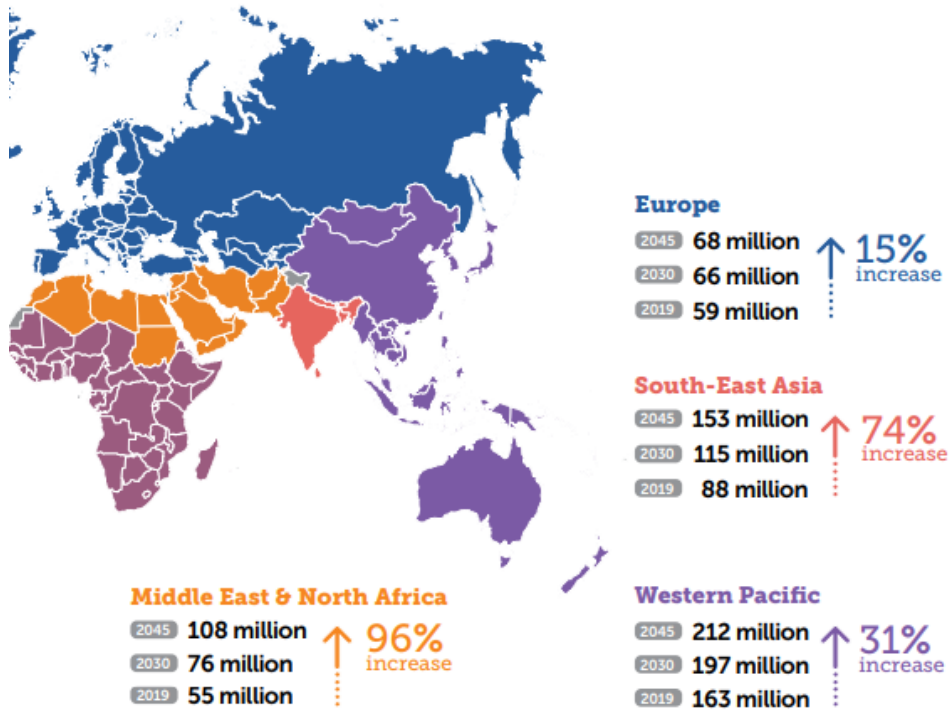 Europe
2045 68 million
2030 66 million
2019 59 million
15%
increase
South-East Asia
2045 153 million
2030 115 million
2019 88 million
74%
increase
Middle East & North Africa
2045 108 million
2030 76 million
2019 55 million
96%
increase
Western Pacific
2045 212 million
2030 197 million
2019 163 million
31%
increase